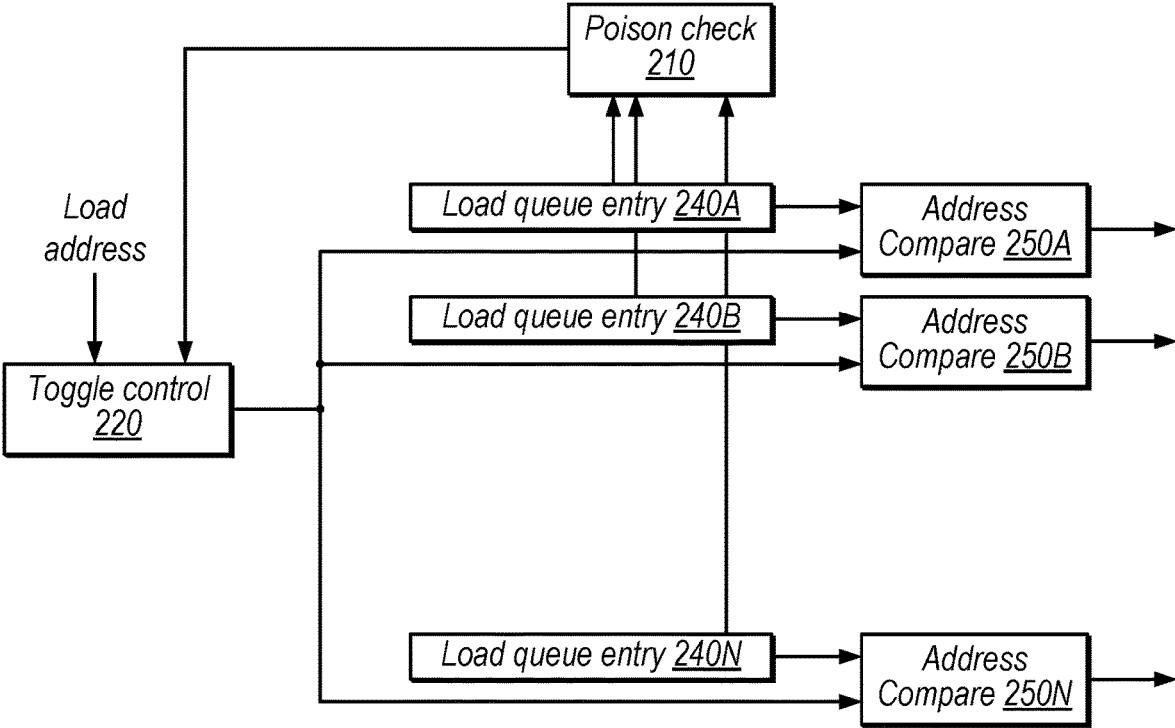 Poison check
210
Load queue entry 240A
Address
Compare 250A
Load
address
Load queue entry 240B
Address
Compare 250B
Toggle control
220
Load queue entry 240N
Address
Compare 250N